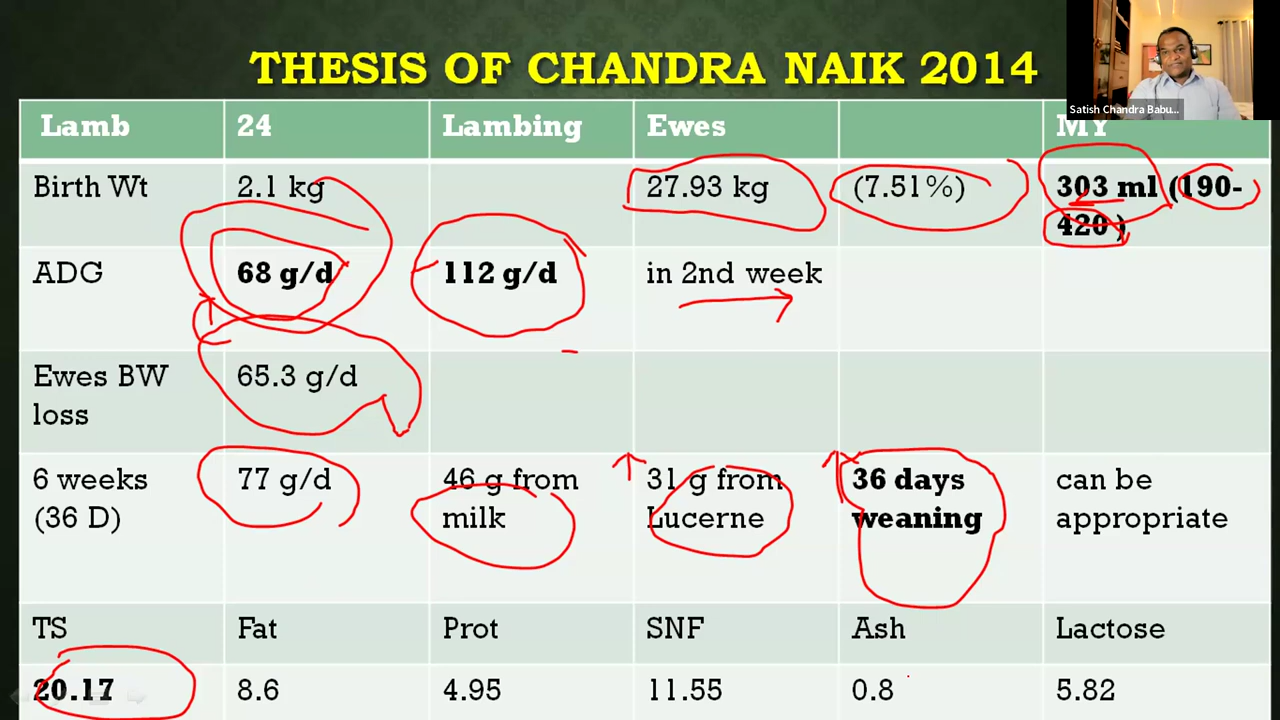 THESIS OF CHANDRA NAIK 2014
Satish Chandra Babu...
Lamb 24 Lambing Ewes MY
Birth Wt 2.1 kg 27.93 kg (7.51%) 303 ml (190-
420)
ADG 68 g/d 112 g/d in 2nd week
Ewes BW 65.3 g/d
loss
6 weeks 77 g/d 46 g from 31 g from 36 days can be
(36 D) milk Lucerne weaning appropriate
TS Fat Prot SNF Ash Lactose
20.17 8.6 4.95 11.55 0.8 5.82